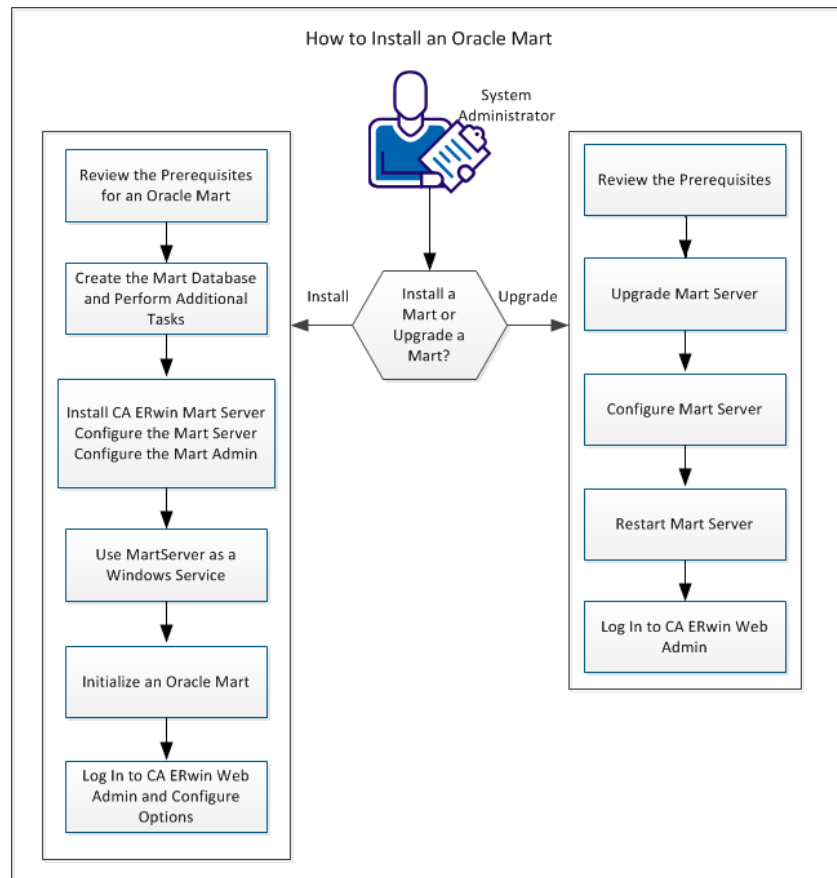 How to Install an Oracle Mart
System
Administrator
Install a
Mart or
Upgrade a
Mart?
Install
Upgrade
Review the Prerequisites
for an Oracle Mart
Create the Mart Database
and Perform Additional
Tasks
Install CA ERwin Mart Server
Configure the Mart Server
Configure the Mart Admin
Use MartServer as a
Windows Service
Initialize an Oracle Mart
Log In to CA ERwin Web
Admin and Configure
Options
Review the Prerequisites
Upgrade Mart Server
Configure Mart Server
Restart Mart Server
Log In to CA ERwin Web
Admin